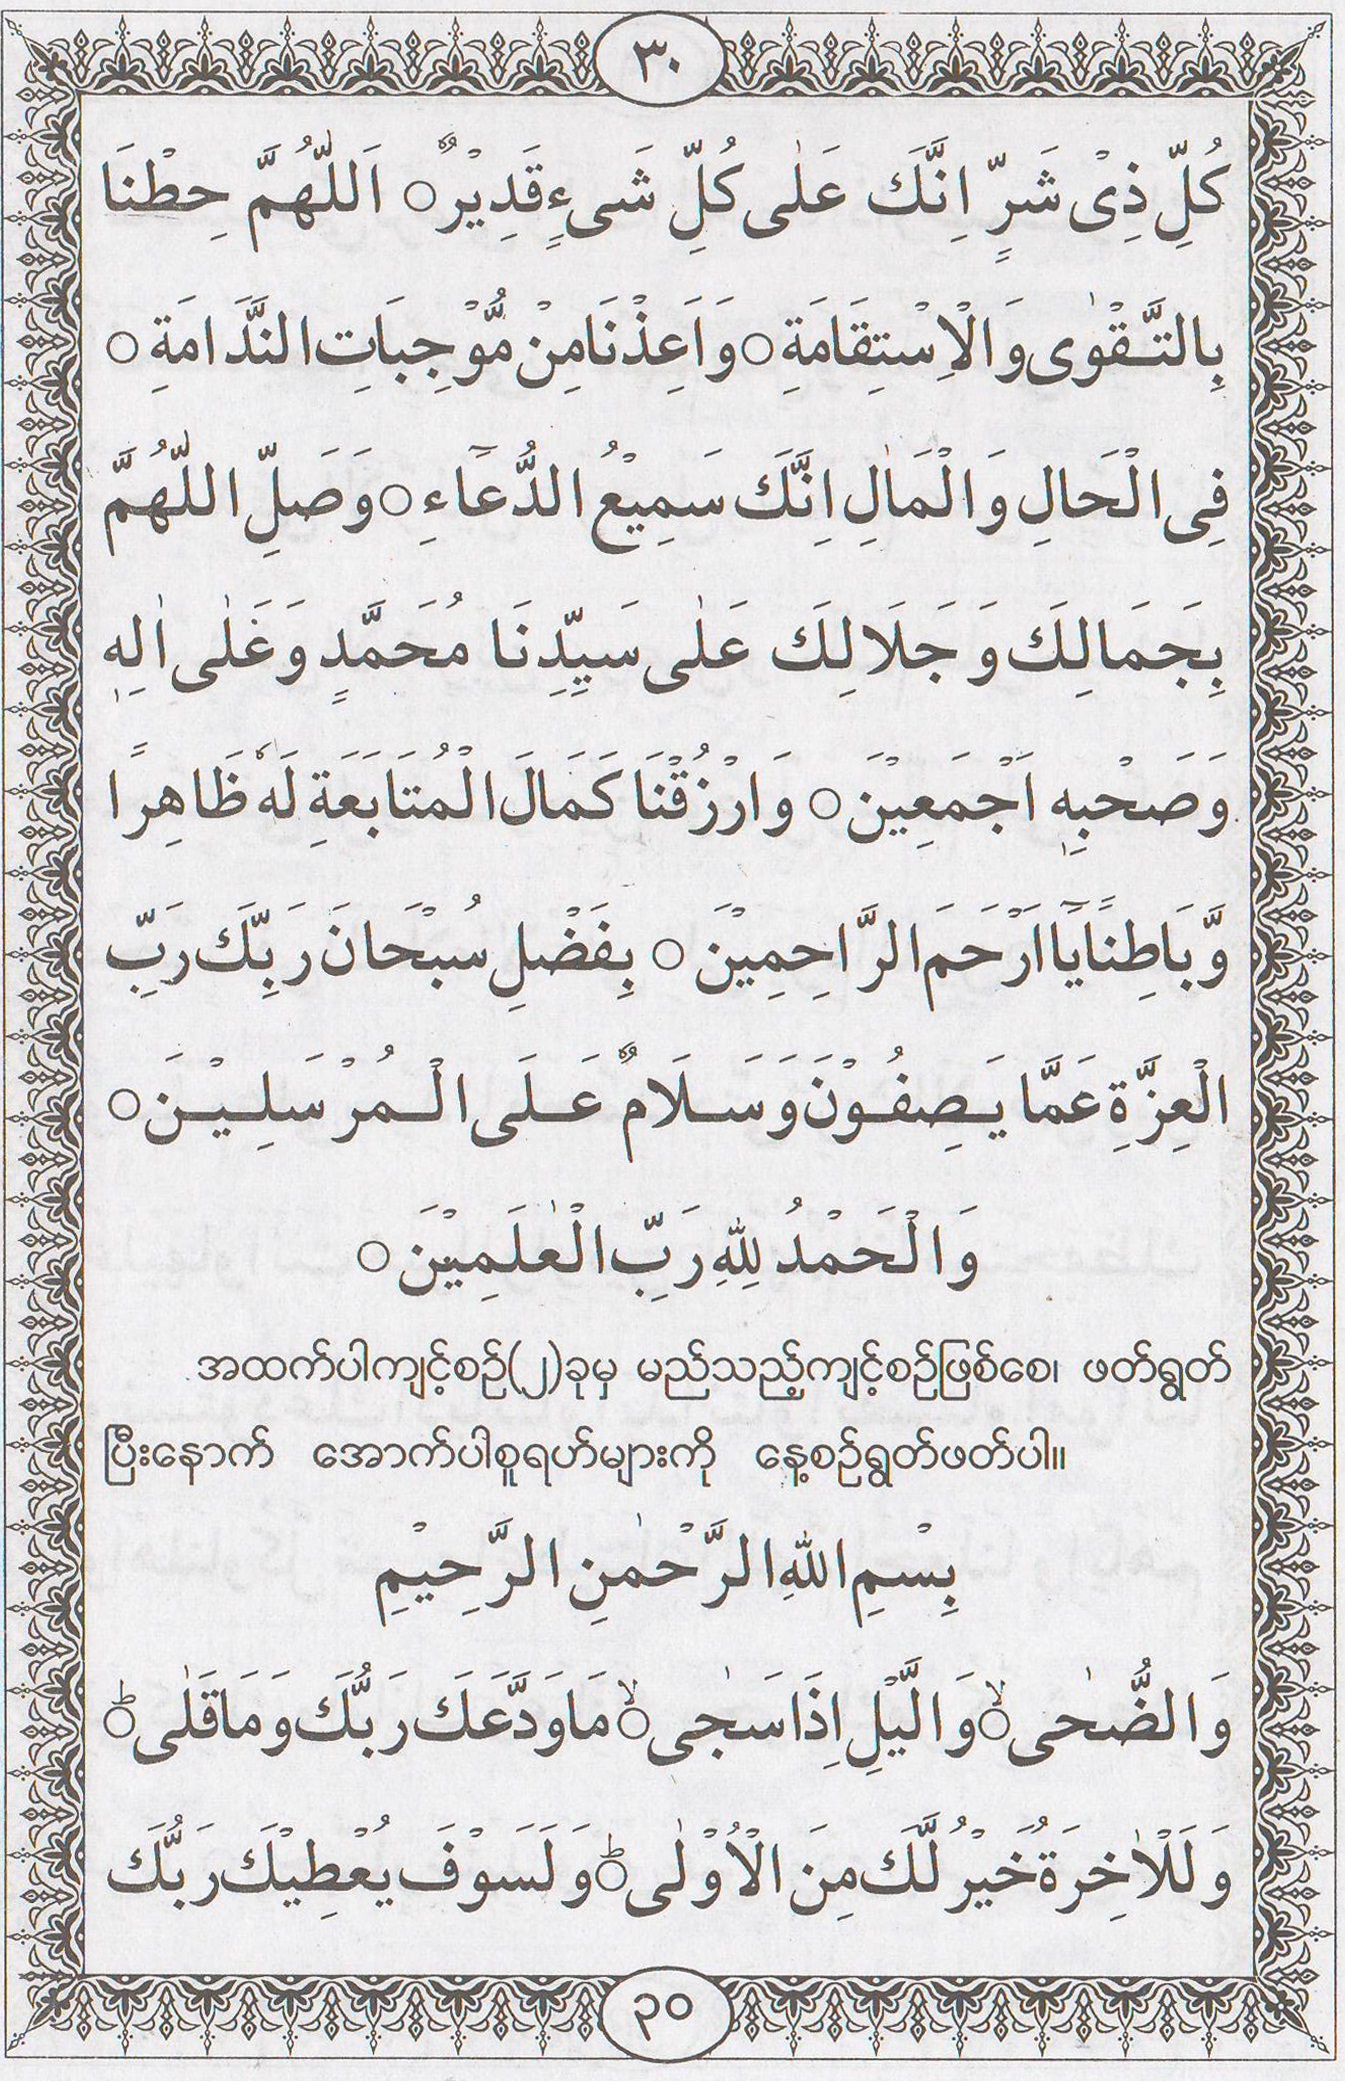 ٣٠
كُلِّ ذِىْ شَرٍّ اِنَّكَ عَلٰى كُلِّ شَىْءٍ قَدِيْرٌ ○ اَللّٰهُمَّ حِطْنَا
بِالتَّقْوٰى وَالْاِسْتِقَامَةِ ○ وَاَعِذْنَا مِنْ مُّوْجِبَاتِ النَّدَامَةِ ○
فِى الْحَالِ وَالْمَاٰلِ اِنَّكَ سَمِيْعُ الدُّعَآءِ ○ وَصَلِّ اللّٰهُمَّ
بِجَمَالِكَ وَجَلَالِكَ عَلٰى سَيِّدِنَا مُحَمَّدٍ وَعَلٰى اٰلِهٖ
وَصَحْبِهٖ اَجْمَعِيْنَ ○ وَارْزُقْنَا كَمَالَ الْمُتَابَعَةِ لَهٗ ظَاهِرًا
وَّبَاطِنًا يَآ اَرْحَمَ الرَّاحِمِيْنَ ○ بِفَضْلِ سُبْحَانَ رَبِّكَ رَبِّ
الْعِزَّةِ عَمَّا يَصِفُوْنَ وَسَلَامٌ عَلَى الْمُرْسَلِيْنَ ○
وَالْحَمْدُ لِلّٰهِ رَبِّ الْعٰلَمِيْنَ ○
အထက်ပါကျင့်စဉ်(၂)ခုမှ မည်သည့်ကျင့်စဉ်ဖြစ်စေ၊ ဖတ်ရွတ်
ပြီးနောက် အောက်ပါစူရဟ်များကို နေ့စဉ်ရွတ်ဖတ်ပါ။
بِسْمِ اللّٰهِ الرَّحْمٰنِ الرَّحِيْمِ
وَالضُّحٰى ○ۙ وَالَّيْلِ اِذَا سَجٰى ○ۙ مَا وَدَّعَكَ رَبُّكَ وَمَا قَلٰى ○ؕ
وَلَلْاٰخِرَةُ خَيْرٌ لَّكَ مِنَ الْاُوْلٰى ○ؕ وَلَسَوْفَ يُعْطِيْكَ رَبُّكَ
၃၀